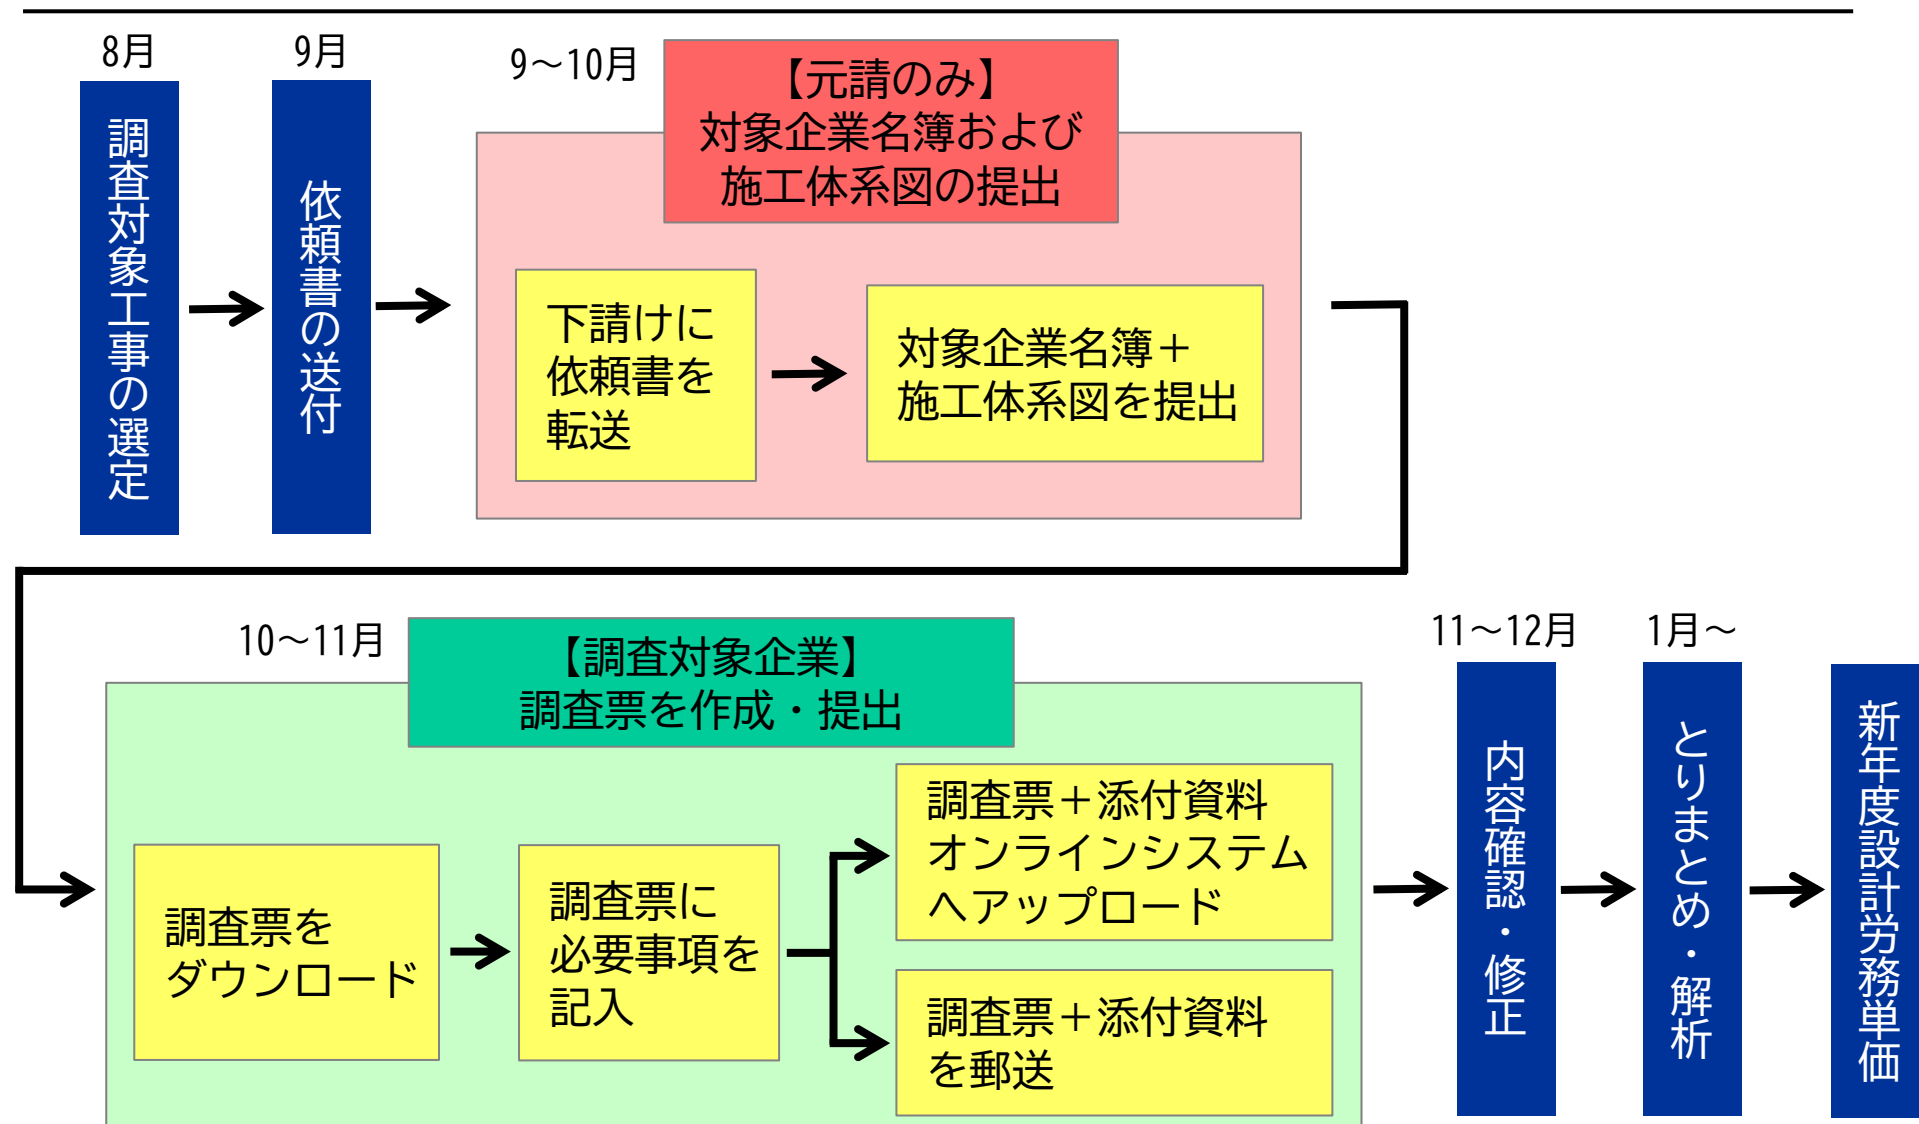 8月
調査対象工事の選定
9月
依頼書の送付
9～10月
【元請のみ】
対象企業名簿および
施工体系図の提出
下請けに
依頼書を
転送
対象企業名簿＋
施工体系図を提出
10～11月
【調査対象企業】
調査票を作成・提出
調査票を
ダウンロード
調査票に
必要事項を
記入
調査票＋添付資料
オンラインシステム
へアップロード
調査票＋添付資料
を郵送
11～12月
内容確認・修正
1月～
とりまとめ・解析
新年度設計労務単価